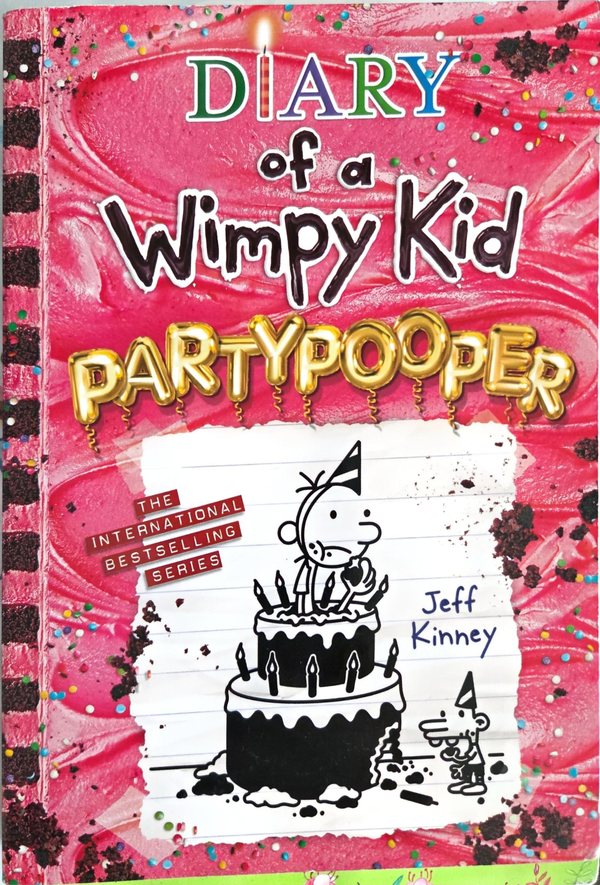 DIARY
of a
Wimpy Kid
PARTYPOOPER
THE
INTERNATIONAL
BESTSELLING
SERIES
Jeff
Kinney